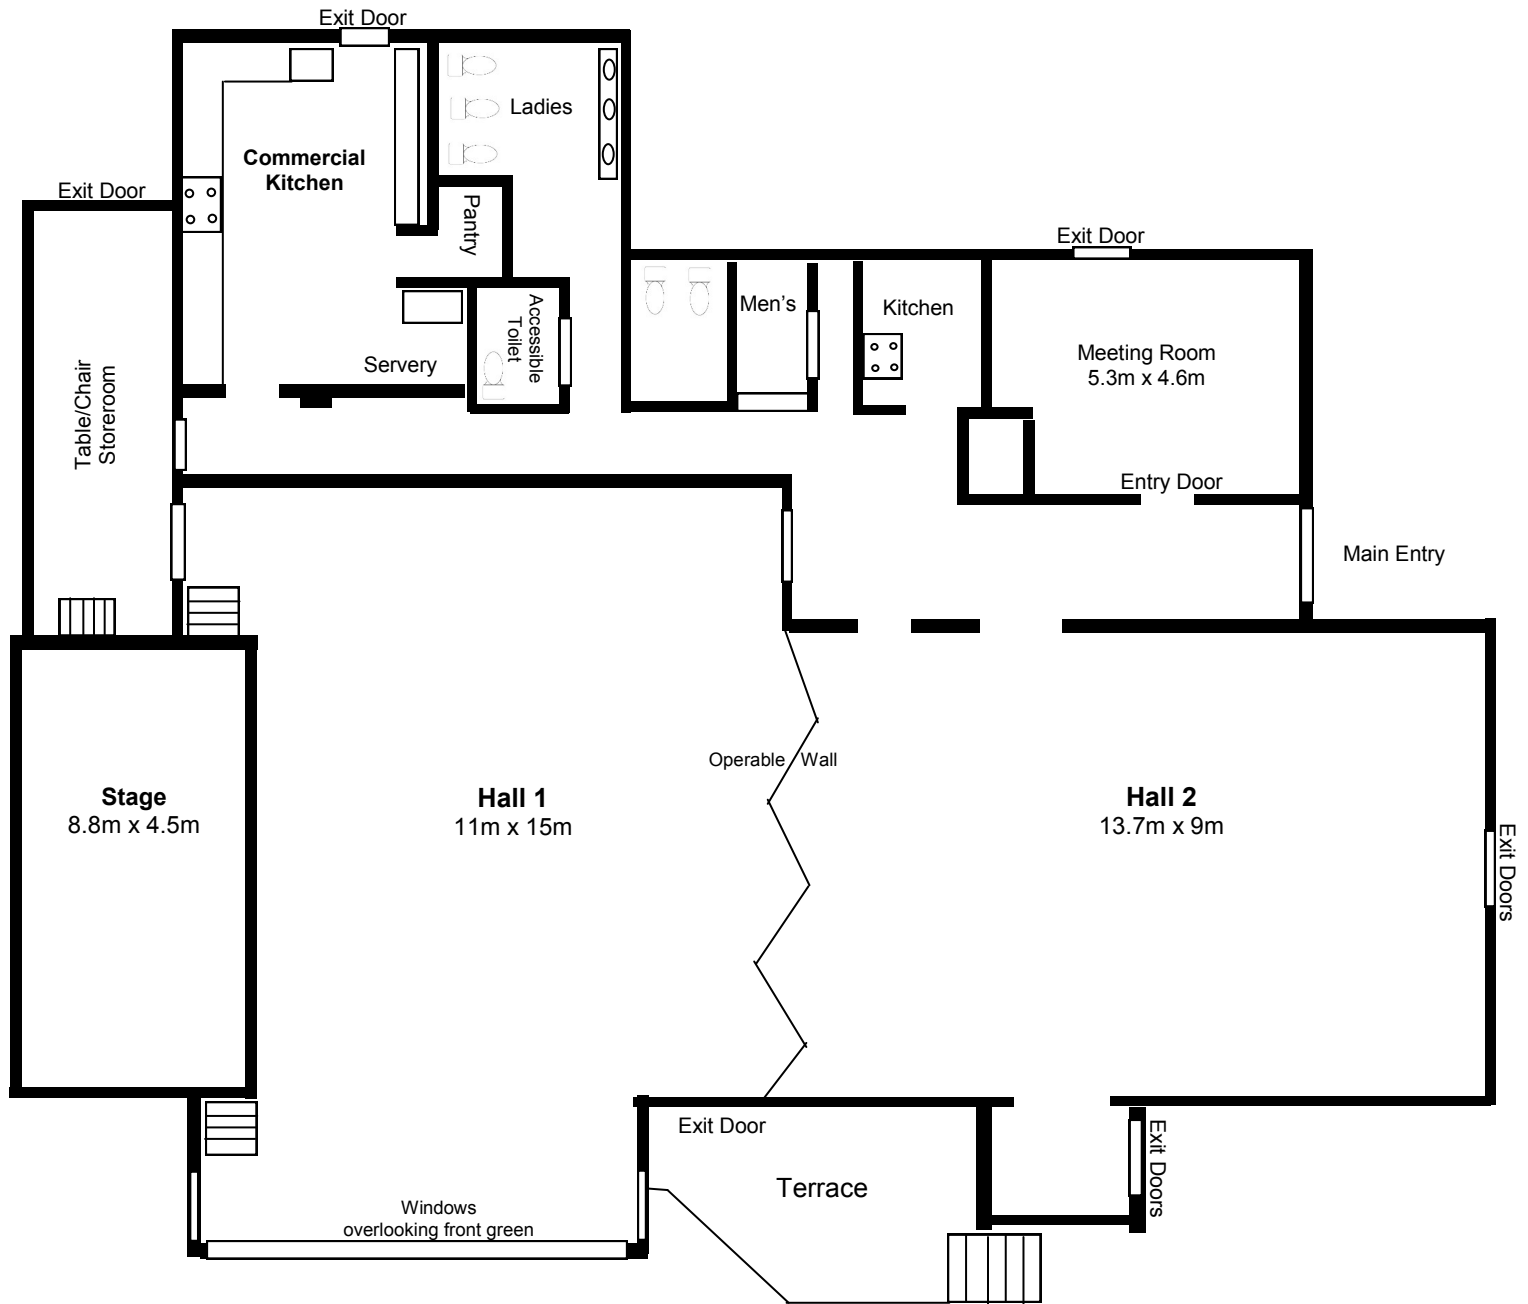 Exit Door
Ladies
Commercial
Kitchen
Exit Door
Pantry
Exit Door
Accessible
Toilet
Men's
Kitchen
Meeting Room
5.3m x 4.6m
Servery
Table/Chair
Storeroom
Entry Door
Main Entry
Operable Wall
Stage
8.8m x 4.5m
Hall 1
11m x 15m
Hall 2
13.7m x 9m
Exit Doors
Exit Door
Exit Doors
Terrace
Windows
overlooking front green